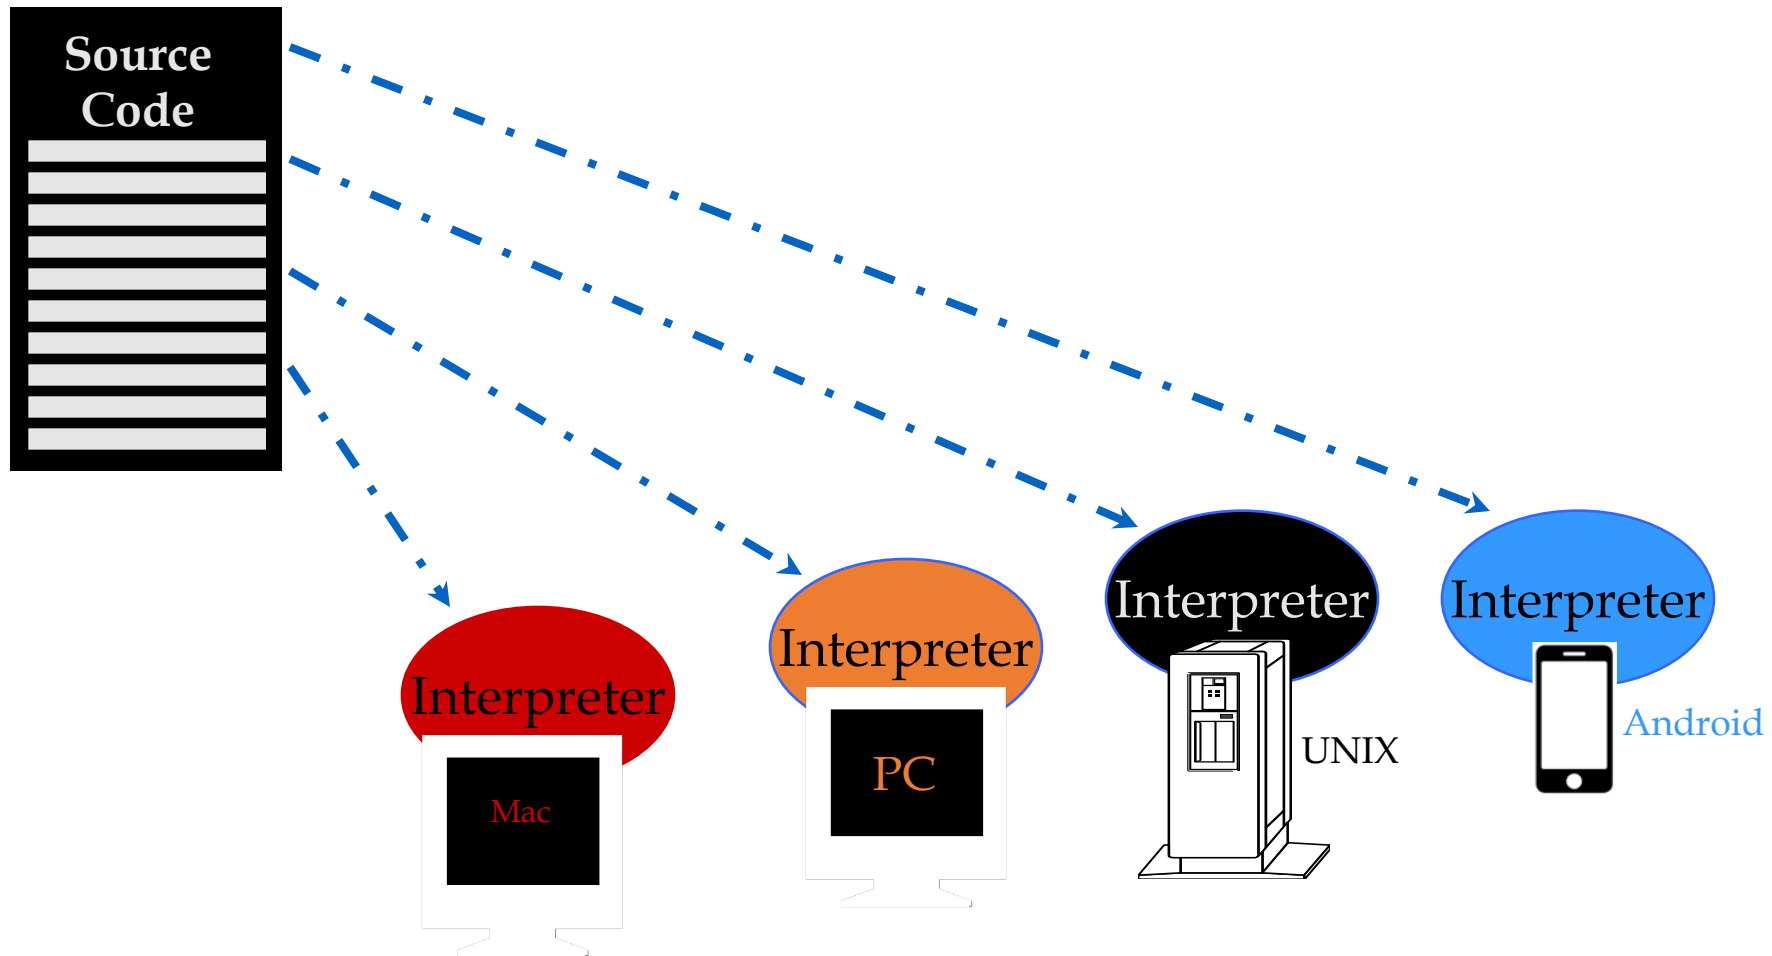 Source
Code
Interpreter
Mac
Interpreter
PC
Interpreter
UNIX
Interpreter
Android